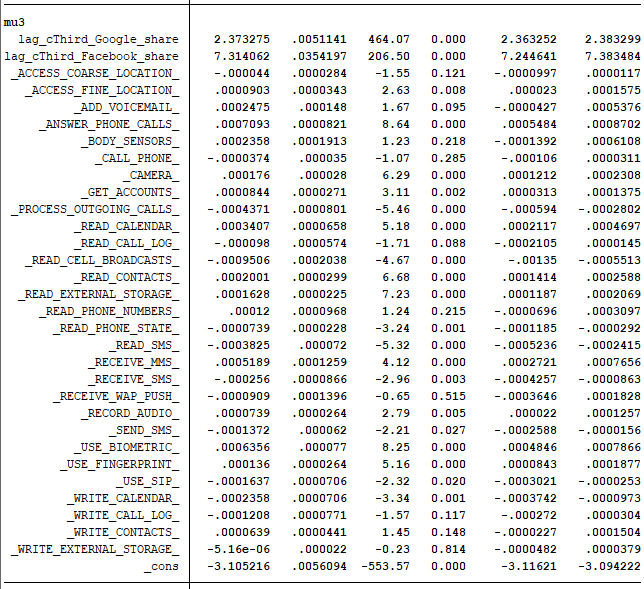 mu3
lag_cThird_Google_share 2.373275 .0051141 464.07 0.000 2.363252 2.383299
lag_cThird_Facebook_share 7.314062 .0354197 206.50 0.000 7.244641 7.383484
_ACCESS_COARSE_LOCATION_ -.000044 .0000284 -1.55 0.121 -.0000997 .0000117
_ACCESS_FINE_LOCATION_ .0000903 .0000343 2.63 0.008 .000023 .0001575
_ADD_VOICEMAIL_ .0002475 .000148 1.67 0.095 -.0000427 .0005376
_ANSWER_PHONE_CALLS_ .0007093 .0000821 8.64 0.000 .0005484 .0008702
_BODY_SENSORS_ .0002358 .0001913 1.23 0.218 -.0001392 .0006108
_CALL_PHONE_ -.0000374 .000035 -1.07 0.285 -.000106 .0000311
_CAMERA_ .000176 .000028 6.29 0.000 .0001212 .0002308
_GET_ACCOUNTS_ .0000844 .0000271 3.11 0.002 .0000313 .0001375
_PROCESS_OUTGOING_CALLS_ -.0004371 .0000801 -5.46 0.000 -.000594 -.0002802
_READ_CALENDAR_ .0003407 .0000658 5.18 0.000 .0002117 .0004697
_READ_CALL_LOG_ -.000098 .0000574 -1.71 0.088 -.0002105 .0000145
_READ_CELL_BROADCASTS_ -.0009506 .0002038 -4.67 0.000 -.00135 -.0005513
_READ_CONTACTS_ .0002001 .0000299 6.68 0.000 .0001414 .0002588
_READ_EXTERNAL_STORAGE_ .0001628 .0000225 7.23 0.000 .0001187 .0002069
_READ_PHONE_NUMBERS_ .00012 .0000968 1.24 0.215 -.0000696 .0003097
_READ_PHONE_STATE_ -.0000739 .0000228 -3.24 0.001 -.0001185 -.0000292
_READ_SMS_ -.0003825 .000072 -5.32 0.000 -.0005236 -.0002415
_RECEIVE_MMS_ .0005189 .0001259 4.12 0.000 .0002721 .0007656
_RECEIVE_SMS_ -.000256 .0000866 -2.96 0.003 -.0004257 -.0000863
_RECEIVE_WAP_PUSH_ -.0000909 .0001396 -0.65 0.515 -.0003646 .0001828
_RECORD_AUDIO_ .0000739 .0000264 2.79 0.005 .000022 .0001257
_SEND_SMS_ -.0001372 .000062 -2.21 0.027 -.0002588 -.0000156
_USE_BIOMETRIC_ .0006356 .000077 8.25 0.000 .0004846 .0007866
_USE_FINGERPRINT_ .000136 .0000264 5.16 0.000 .0000843 .0001877
_USE_SIP_ -.0001637 .0000706 -2.32 0.020 -.0003021 -.0000253
_WRITE_CALENDAR_ -.0002358 .0000706 -3.34 0.001 -.0003742 -.0000973
_WRITE_CALL_LOG_ -.0001208 .0000771 -1.57 0.117 -.000272 .0000304
_WRITE_CONTACTS_ .0000639 .0000441 1.45 0.148 -.0000227 .0001504
_WRITE_EXTERNAL_STORAGE_ -5.16e-06 .000022 -0.23 0.814 -.0000482 .0000379
_cons -3.105216 .0056094 -553.57 0.000 -3.11621 -3.094222